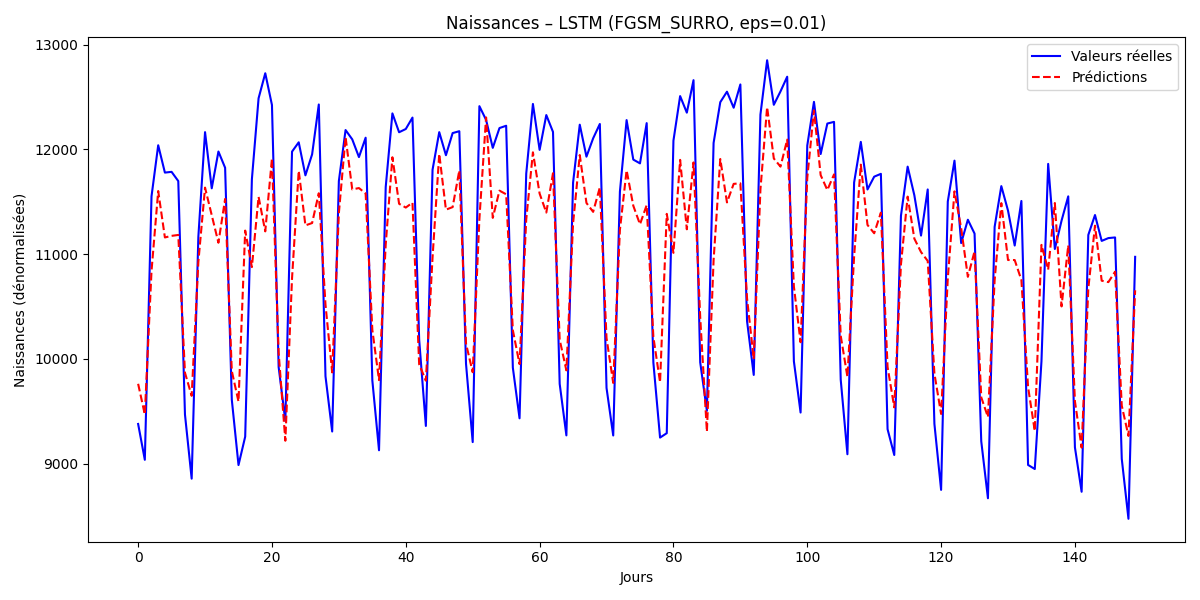 Naissances – LSTM (FGSM_SURRO, eps=0.01)
Valeurs réelles
Prédictions
Naissances (dénormalisées)
13000
12000
11000
10000
9000
0 20 40 60 80 100 120 140
Jours